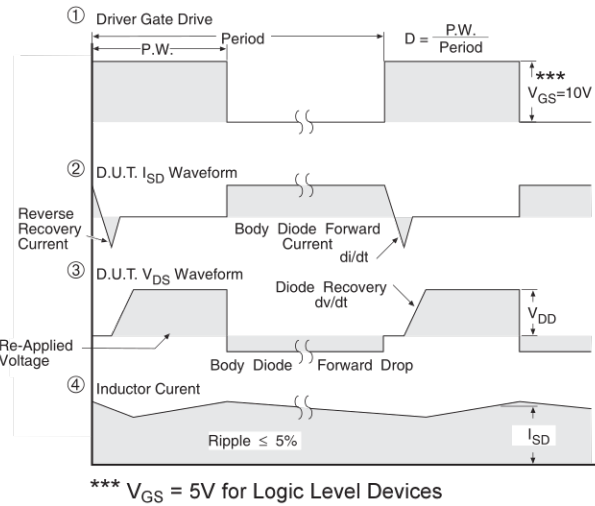 ① Driver Gate Drive
P.W.
Period
D = P.W.
Period
***
VGS=10V
② D.U.T. ISD Waveform
Reverse
Recovery
Current
Body Diode Forward
Current
di/dt
③ D.U.T. VDS Waveform
Diode Recovery
dv/dt
VDD
Re-Applied
Voltage
Body Diode Forward Drop
④ Inductor Curent
Ripple ≤ 5%
ISD
*** VGS = 5V for Logic Level Devices